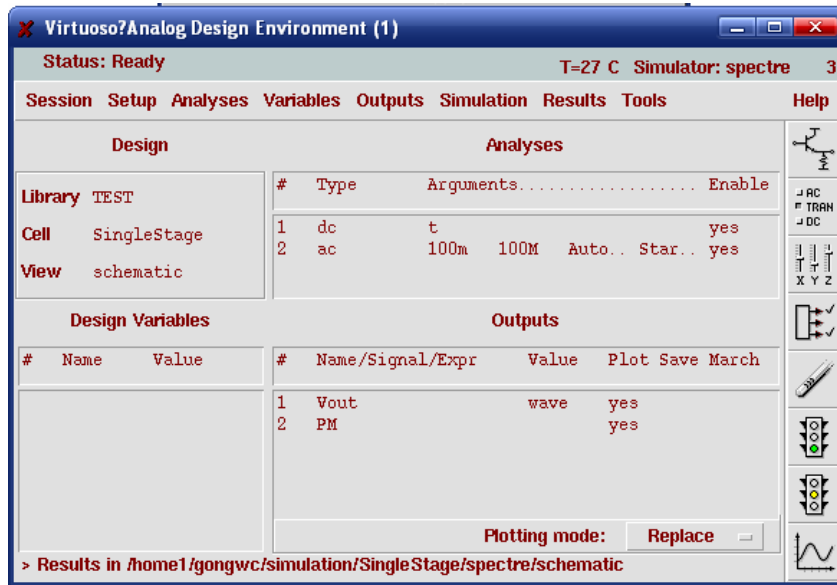 Virtuoso?Analog Design Environment (1)
Status: Ready T=27 C Simulator: spectre 3
Session Setup Analyses Variables Outputs Simulation Results Tools Help
Design Analyses
Library TEST
Cell SingleStage
View schematic
# Type Arguments.................. Enable
1 dc t yes
2 ac 100m 100M Auto.. Star.. yes
Design Variables Outputs
# Name Value
# Name/Signal/Expr Value Plot Save March
1 Vout wave yes
2 PM yes
Plotting mode: Replace
> Results in /home1/gongwc/simulation/SingleStage/spectre/schematic
AC
TRAN
DC
X Y Z